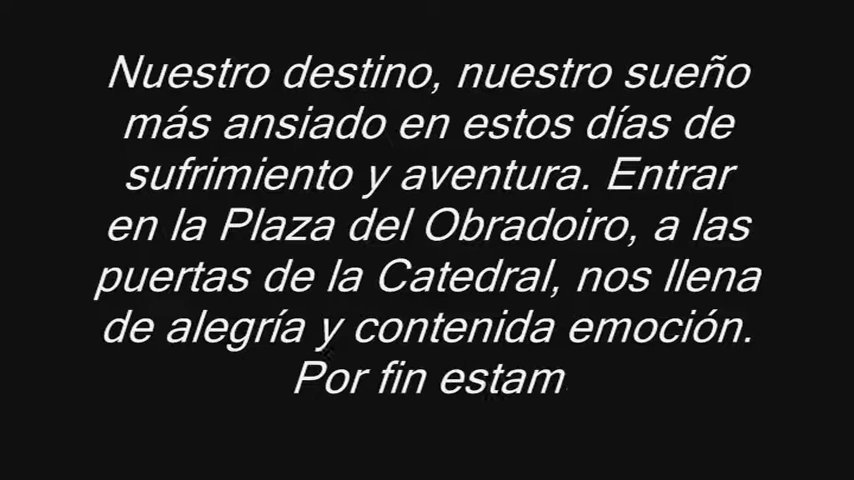 Nuestro destino, nuestro sueño
más ansiado en estos días de
sufrimiento y aventura. Entrar
en la Plaza del Obradoiro, a las
puertas de la Catedral, nos llena
de alegría y contenida emoción.
Por fin estam